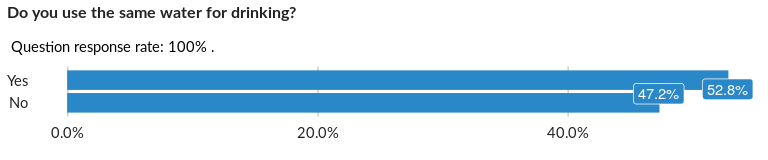 Do you use the same water for drinking?
Question response rate: 100% .
Yes
52.8%
No
47.2%
0.0% 20.0% 40.0%